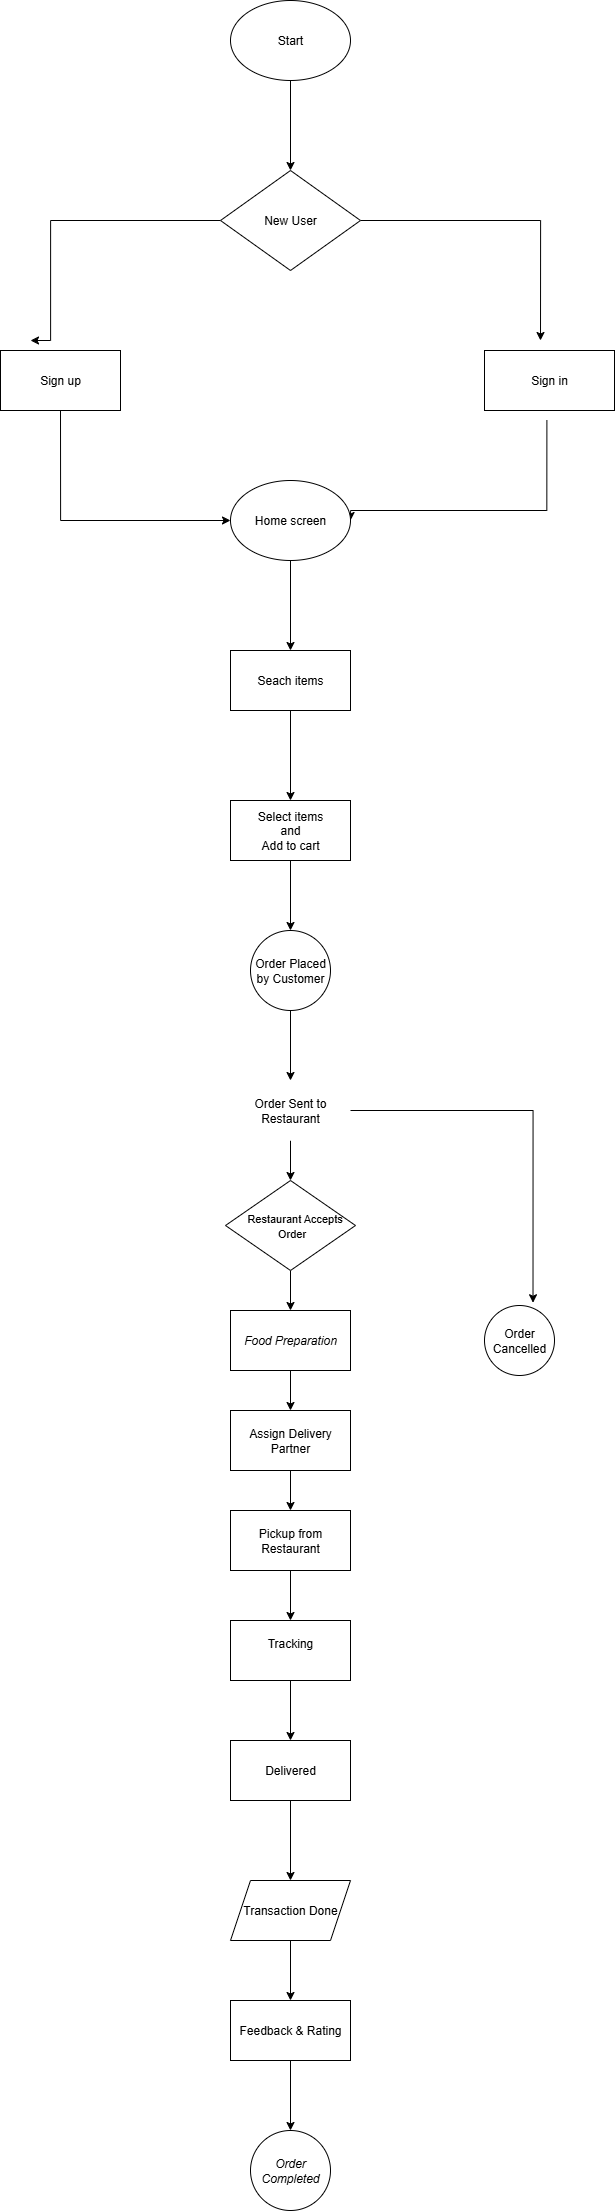 Start
New User
Sign up
Sign in
Home screen
Seach items
Select items
and
Add to cart
Order Placed
by Customer
Order Sent to
Restaurant
Restaurant Accepts
Order
Food Preparation
Order
Cancelled
Assign Delivery
Partner
Pickup from
Restaurant
Tracking
Delivered
Transaction Done
Feedback & Rating
Order
Completed